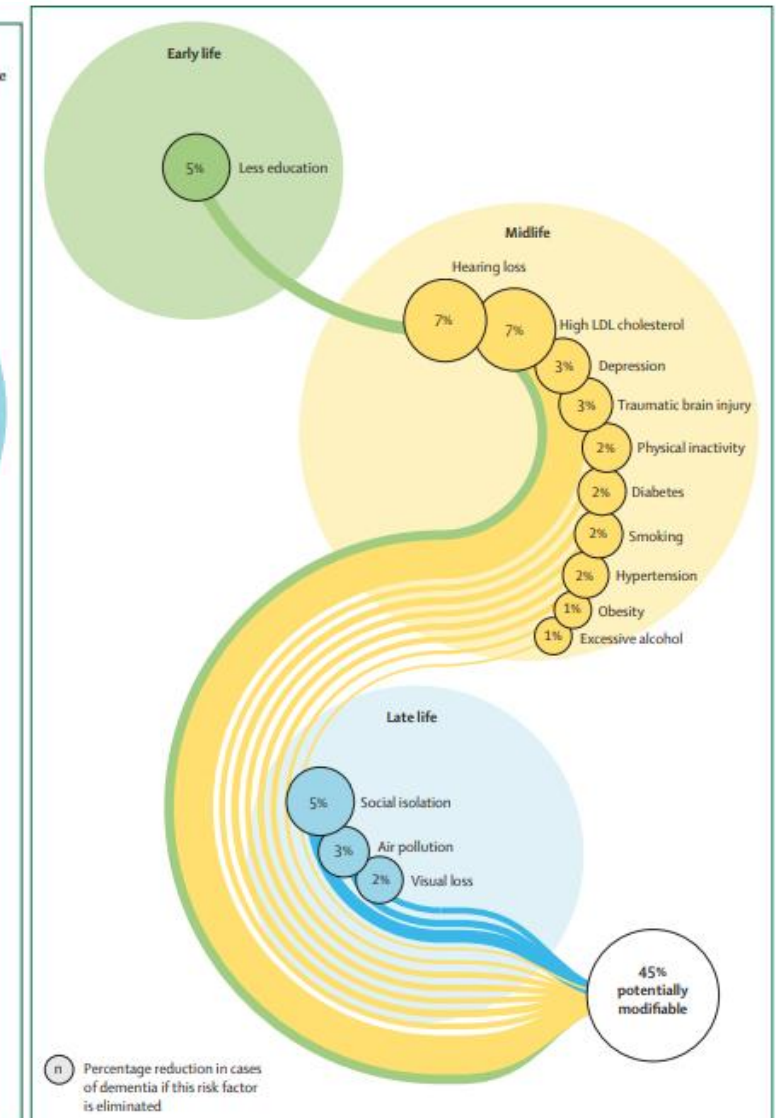 e
Early life
5%
Less education
Midlife
Hearing loss
7%
7%
High LDL cholesterol
3%
Depression
3%
Traumatic brain injury
2%
Physical inactivity
2%
Diabetes
2%
Smoking
2%
Hypertension
1%
Obesity
1%
Excessive alcohol
Late life
5%
Social isolation
3%
Air pollution
2%
Visual loss
45%
potentially
modifiable
n
Percentage reduction in cases
of dementia if this risk factor
is eliminated